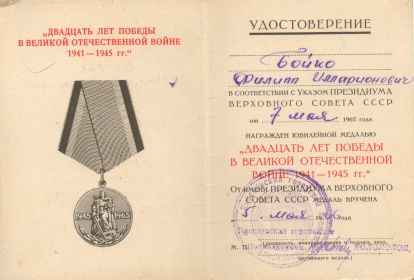 „ДВАДЦАТЬ ЛЕТ ПОБЕДЫ
В ВЕЛИКОЙ ОТЕЧЕСТВЕННОЙ ВОЙНЕ
1941—1945 гг.“
1945 1965
УДОСТОВЕРЕНИЕ
Бойко
Филипп Илларионович
В СООТВЕТСТВИИ С УКАЗОМ ПРЕЗИДИУМА
ВЕРХОВНОГО СОВЕТА СССР
от 7 мая 1965 года
НАГРАЖДЕН ЮБИЛЕЙНОЙ МЕДАЛЬЮ
„ДВАДЦАТЬ ЛЕТ ПОБЕДЫ
В ВЕЛИКОЙ ОТЕЧЕСТВЕННОЙ
ВОЙНЕ 1941—1945 гг.“
От имени ПРЕЗИДИУМА ВЕРХОВНОГО
СОВЕТА СССР МЕДАЛЬ ВРУЧЕНА
5 мая года
М. П.